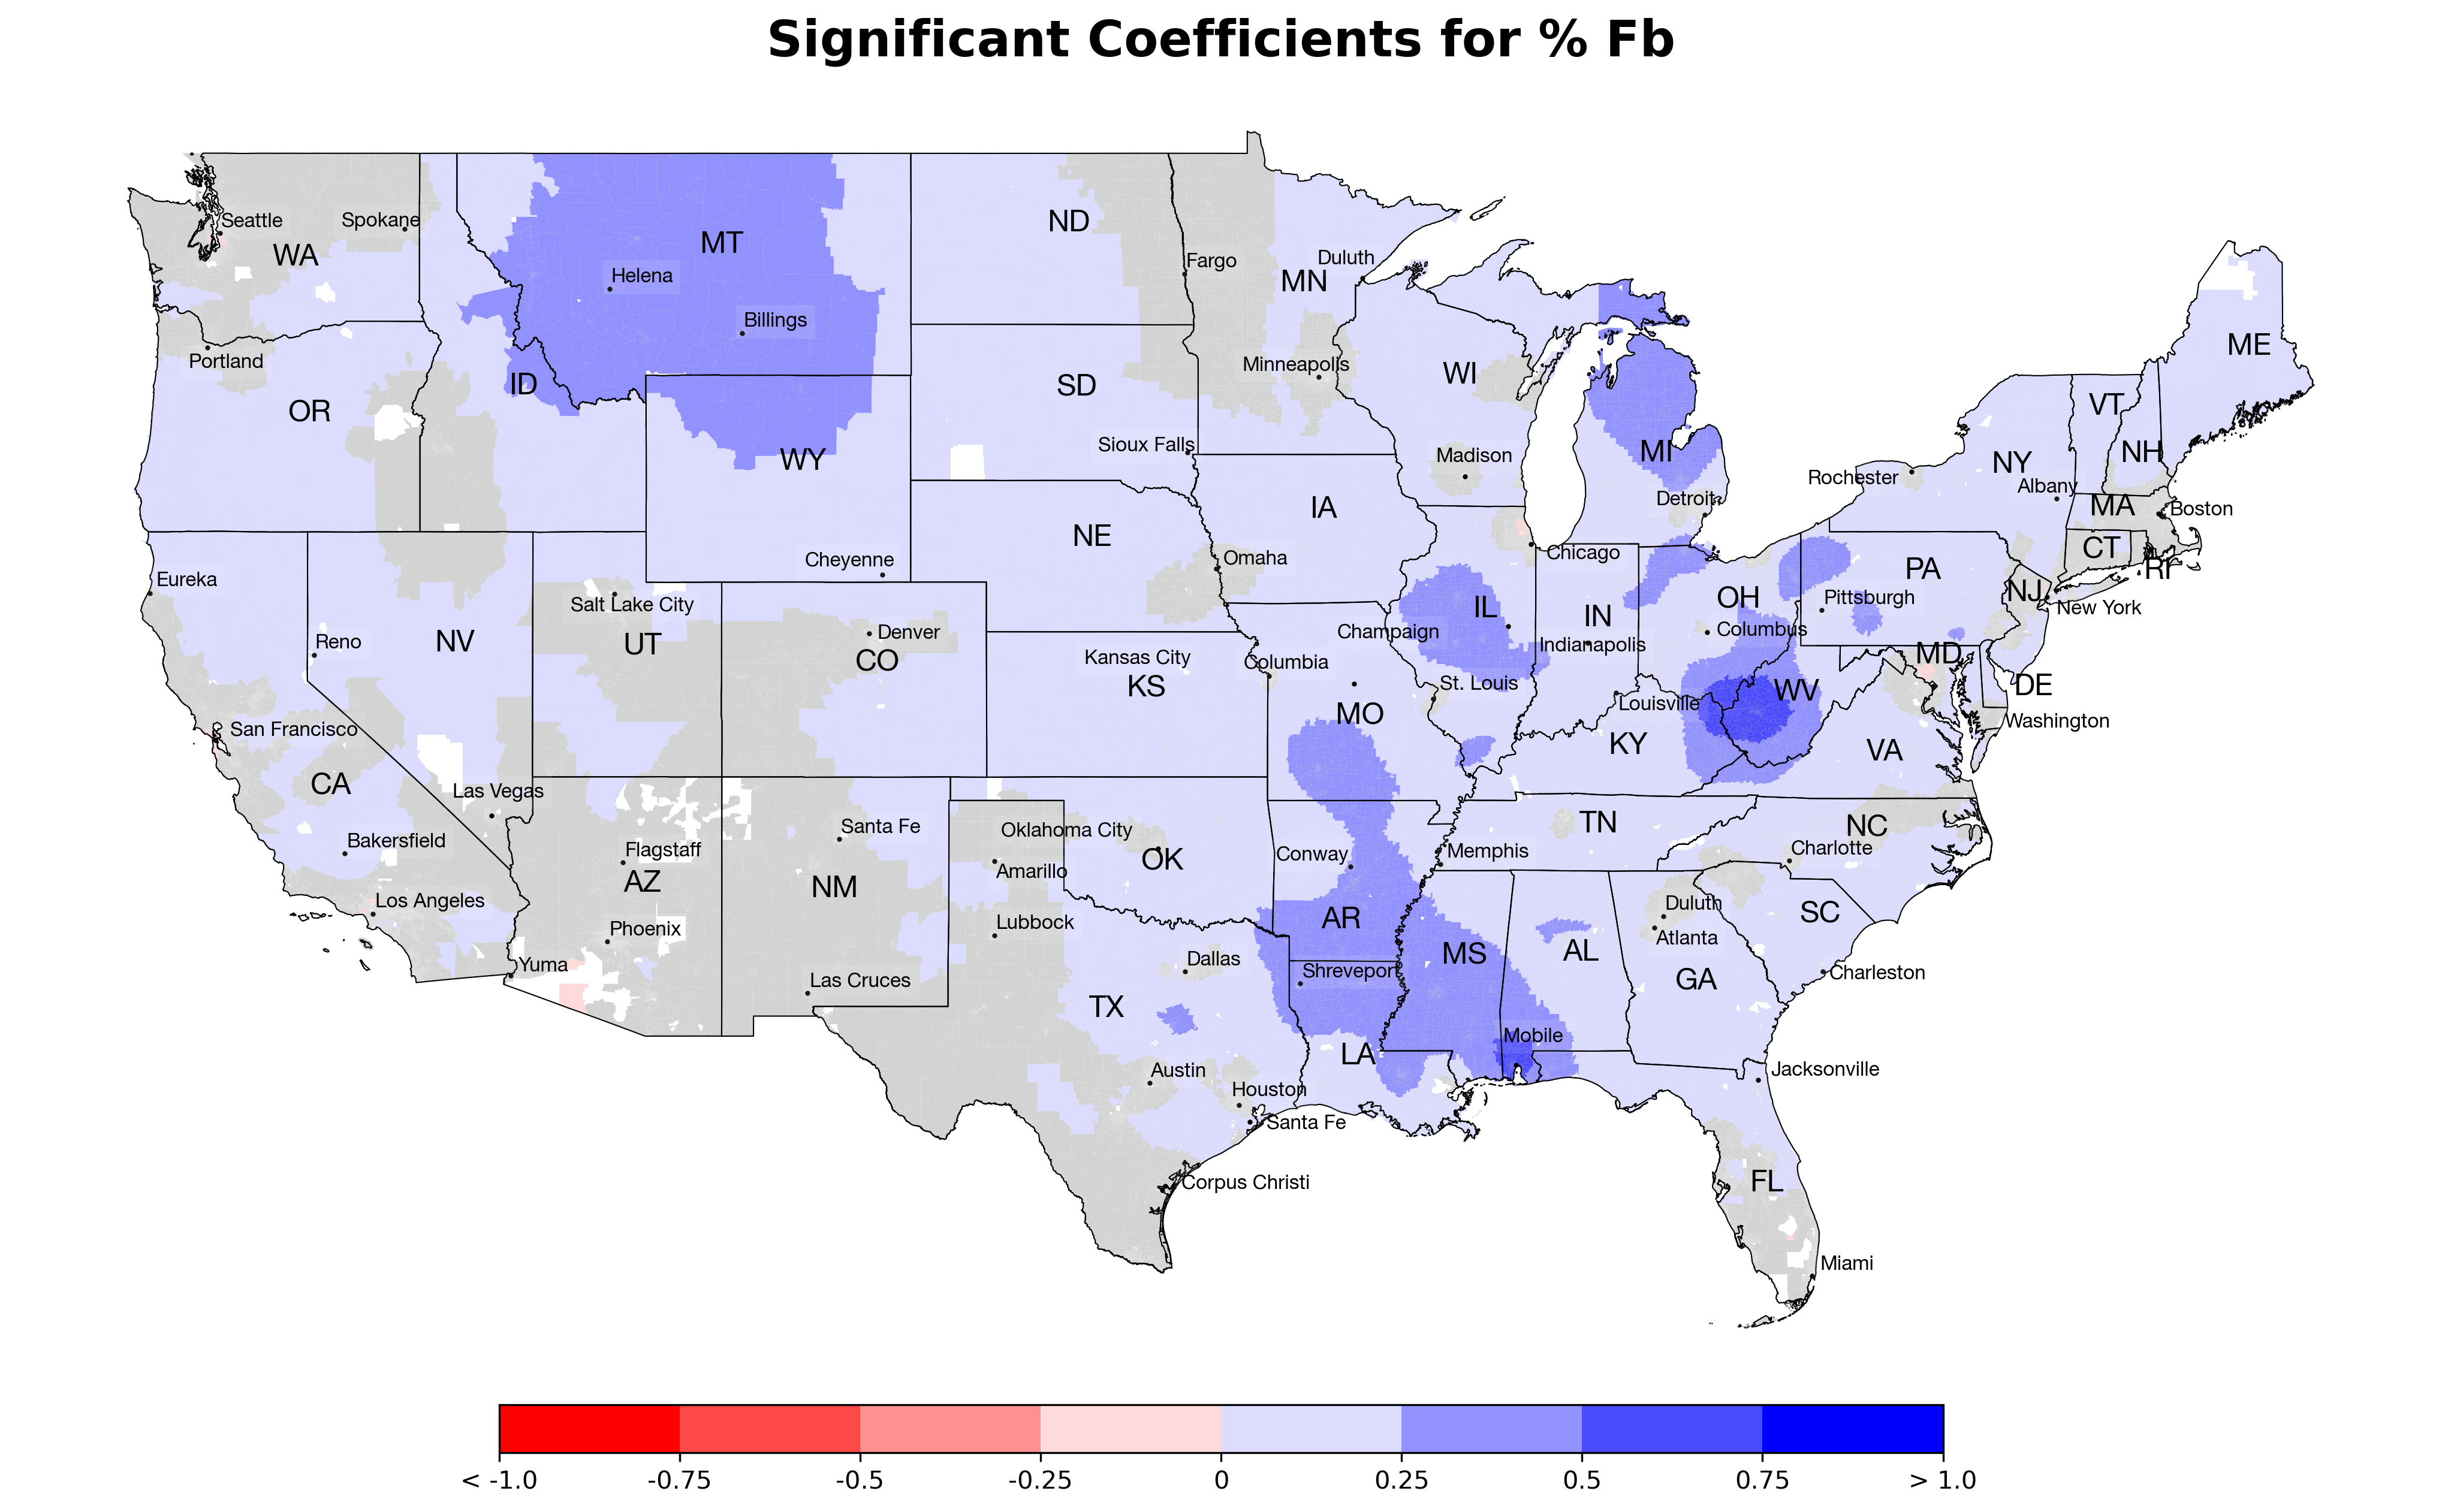 Significant Coefficients for % Fb
Seattle
Spokane
WA
MT
ND
Helena
Fargo
Duluth
MN
Billings
Portland
Minneapolis
ME
ID
SD
WI
OR
VT
WY
Sioux Falls
Madison
MI
NH
NY
Rochester
Albany
Detroit
MA
Boston
IA
NE
Cheyenne
Omaha
Chicago
CT
RI
PA
Eureka
Salt Lake City
IL
IN
OH
NJ
New York
Pittsburgh
Reno
NV
UT
Denver
CO
Champaign
Columbus
Indianapolis
Kansas City
Columbia
KS
MD
St. Louis
WV
DE
Louisville
San Francisco
MO
Washington
KY
VA
CA
Las Vegas
Santa Fe
Oklahoma City
TN
NC
Bakersfield
Flagstaff
OK
Conway
Memphis
Charlotte
AZ
NM
Amarillo
Los Angeles
Duluth
SC
Lubbock
AR
Phoenix
Atlanta
MS
AL
Yuma
Dallas
Shreveport
Charleston
Las Cruces
GA
TX
Mobile
LA
Austin
Jacksonville
Houston
Santa Fe
FL
Corpus Christi
Miami
< -1.0
-0.75
-0.5
-0.25
0
0.25
0.5
0.75
> 1.0